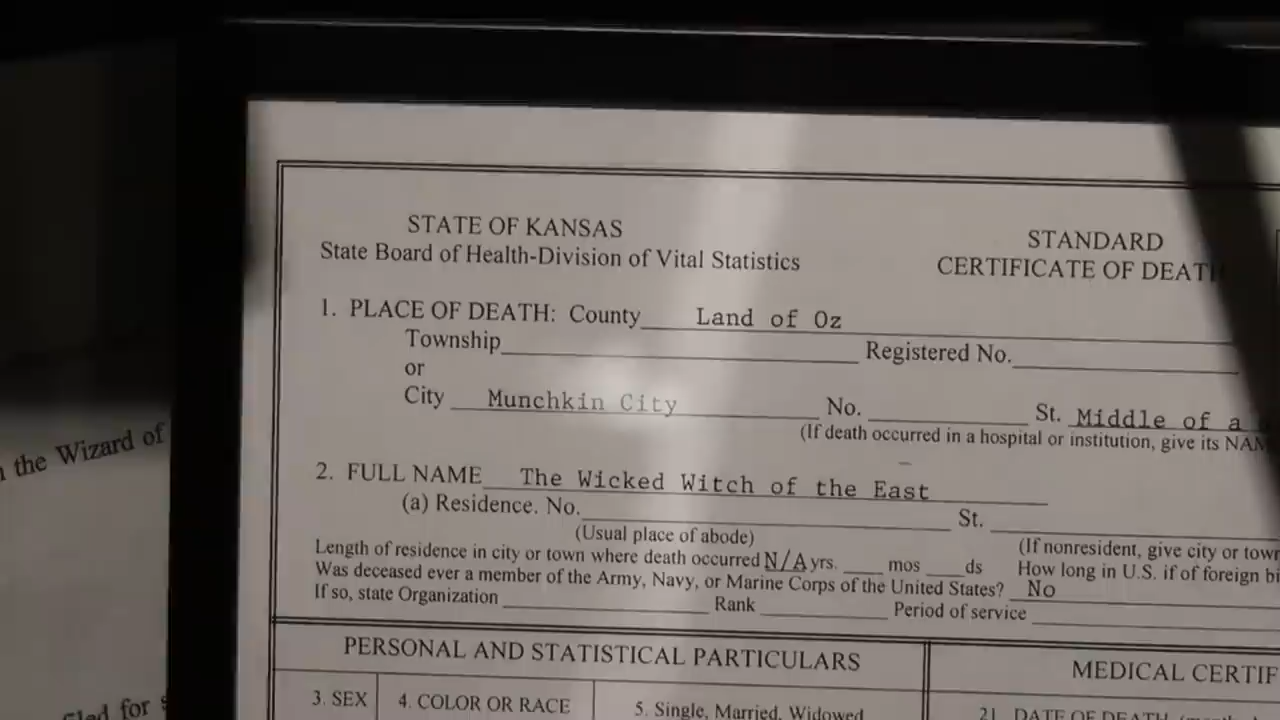 STATE OF KANSAS
State Board of Health-Division of Vital Statistics
STANDARD
CERTIFICATE OF DEATH
1. PLACE OF DEATH: County Land of Oz
Township Registered No.
or
City Munchkin City No. St. Middle of a
(If death occurred in a hospital or institution, give its NAM
2. FULL NAME The Wicked Witch of the East
(a) Residence. No. St.
(Usual place of abode) (If nonresident, give city or town
Length of residence in city or town where death occurred N/A yrs. mos ds How long in U.S. if of foreign bi
Was deceased ever a member of the Army, Navy, or Marine Corps of the United States? No
If so, state Organization Rank Period of service
PERSONAL AND STATISTICAL PARTICULARS
MEDICAL CERTIF
3. SEX 4. COLOR OR RACE 5. Single, Married, Widowed 21. DATE OF DEATH
the Wizard of
for